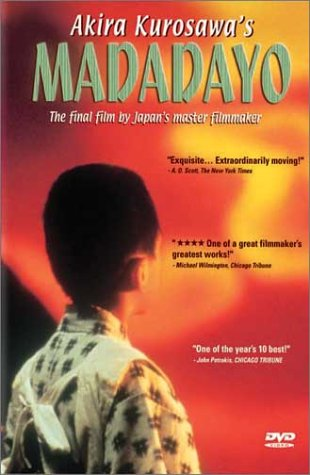 Akira Kurosawa's
MADADAYO
The final film by Japan's master filmmaker
"Exquisite... Extraordinarily moving!"
- A. O. Scott, The New York Times
"★★★★ One of a great filmmaker's
greatest works!"
- Michael Wilmington, Chicago Tribune
"One of the year's 10 best!"
- John Petrakis, CHICAGO TRIBUNE
DVD
VIDEO